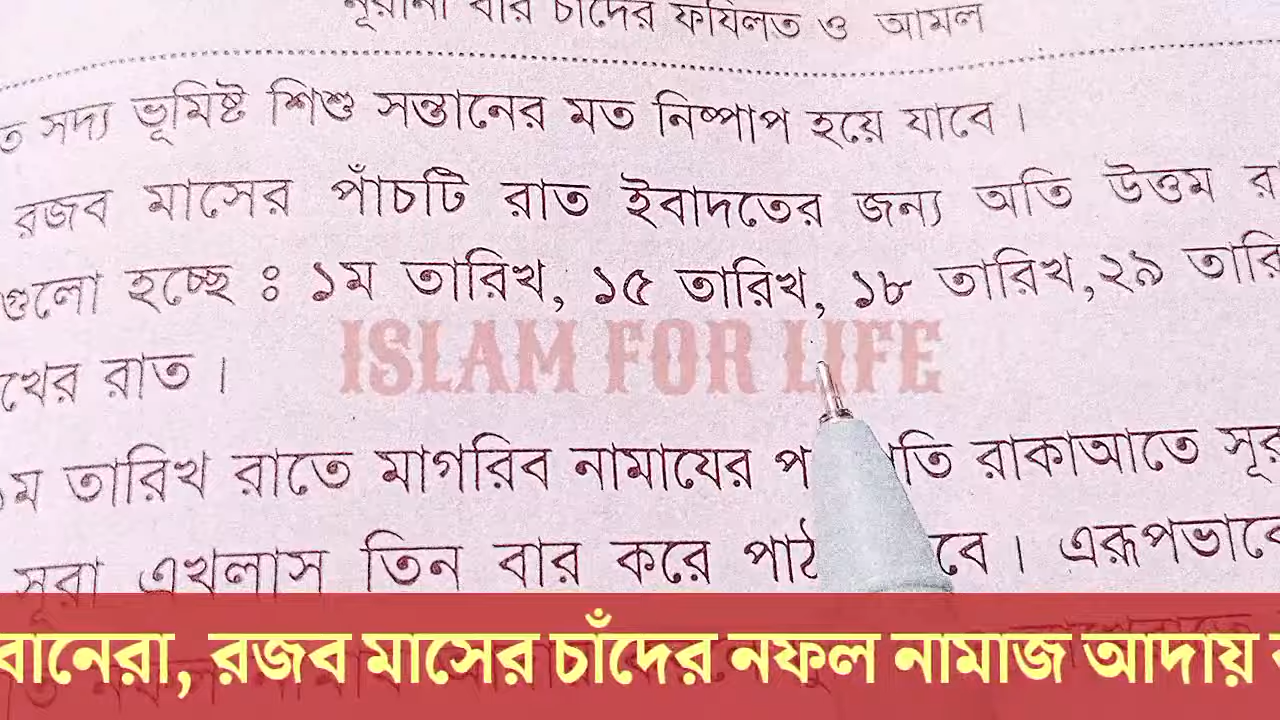 নূরানী বার চাঁদের ফযিলত ও আমল
ত সদ্য ভূমিষ্ট শিশু সন্তানের মত নিষ্পাপ হয়ে যাবে ।
রজব মাসের পাঁচটি রাত ইবাদতের জন্য অতি উত্তম র
গুলো হচ্ছে ঃ ১ম তারিখ, ১৫ তারিখ, ১৮ তারিখ,২৯ তারি
খের রাত ।
ISLAM FOR LIFE
১ম তারিখ রাতে মাগরিব নামাযের প তি রাকাআতে সূর
সূরা এখলাস তিন বার করে পাঠ বে । এরূপভাবে
বানেরা, রজব মাসের চাঁদের নফল নামাজ আদায়